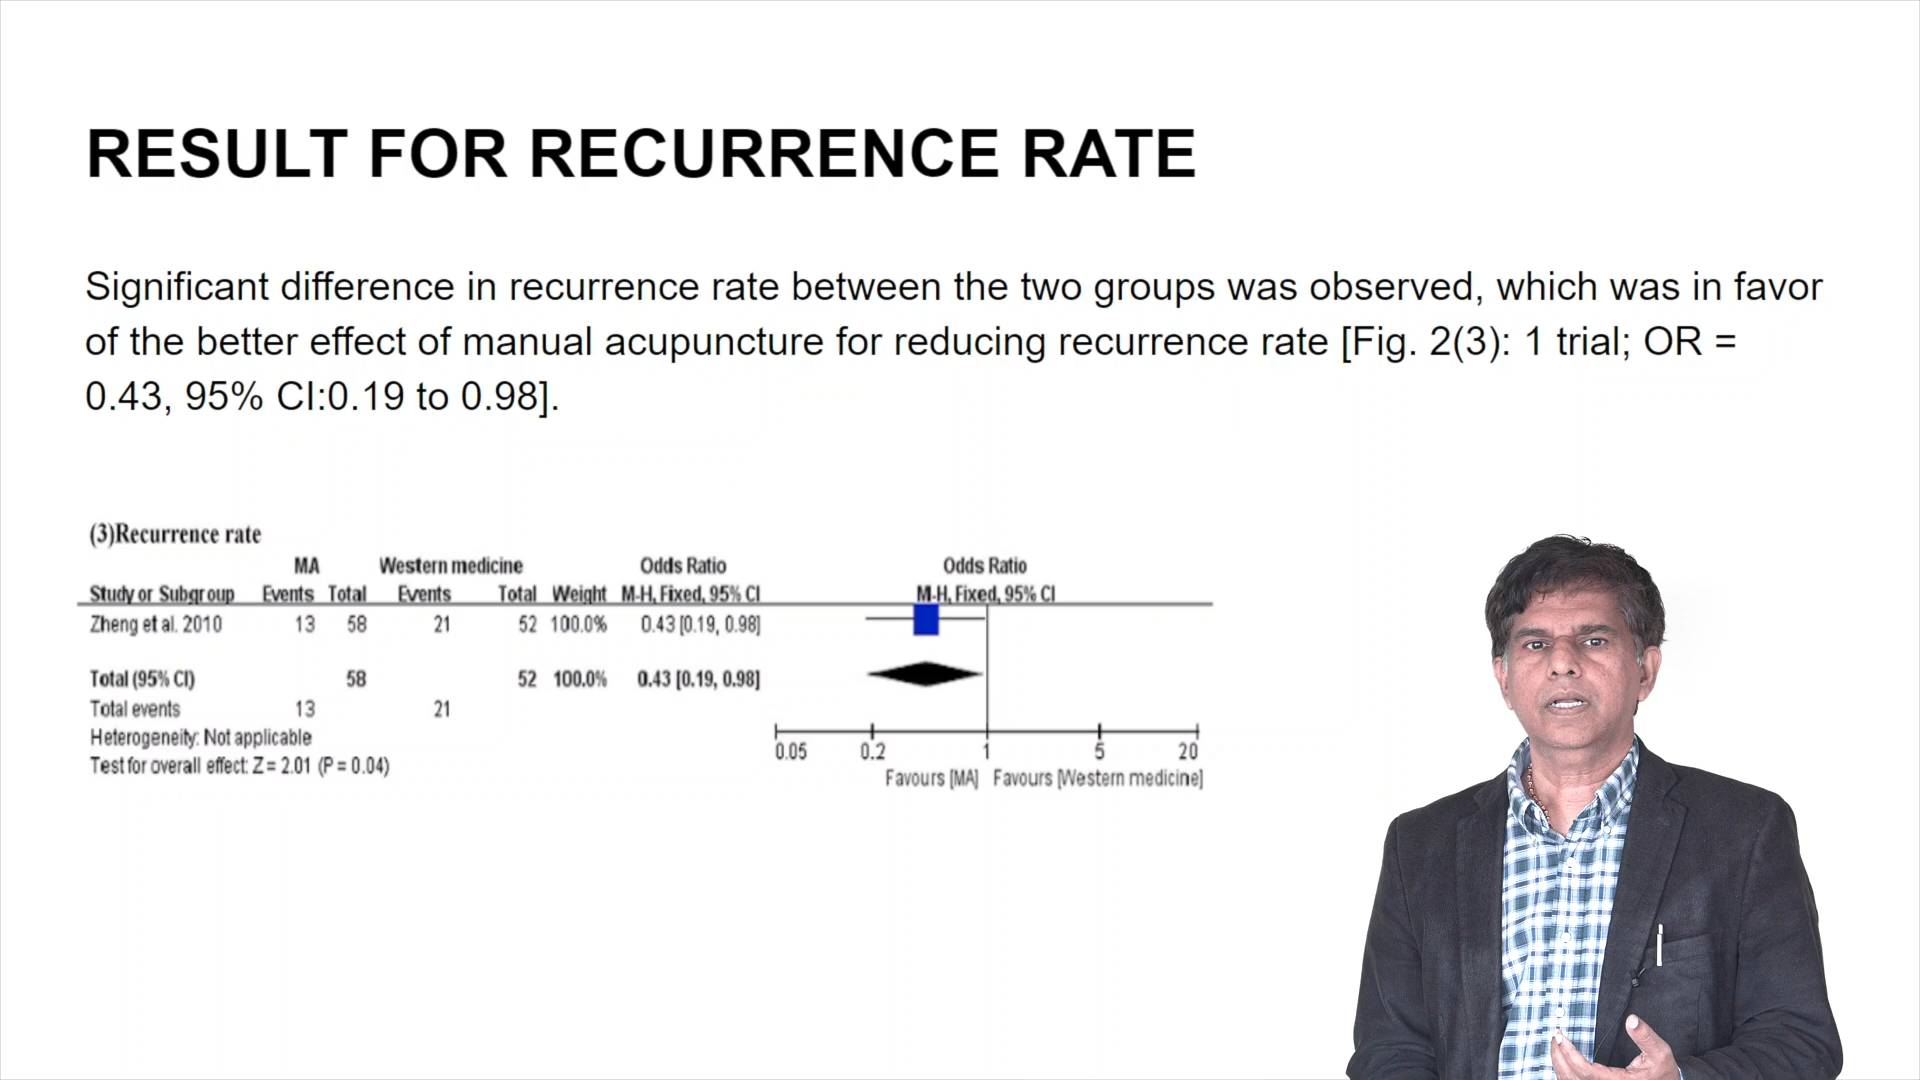 RESULT FOR RECURRENCE RATE
Significant difference in recurrence rate between the two groups was observed, which was in favor
of the better effect of manual acupuncture for reducing recurrence rate [Fig. 2(3): 1 trial; OR =
0.43, 95% CI:0.19 to 0.98].
(3)Recurrence rate
MA Western medicine Odds Ratio Odds Ratio
Study or Subgroup Events Total Events Total Weight M-H, Fixed, 95% CI M-H, Fixed, 95% CI
Zheng et al. 2010 13 58 21 52 100.0% 0.43 [0.19, 0.98]
Total (95% CI) 58 52 100.0% 0.43 [0.19, 0.98]
Total events 13 21
Heterogeneity: Not applicable
Test for overall effect: Z = 2.01 (P = 0.04)
0.05 0.2 1 5 20
Favours [MA] Favours [Western medicine]